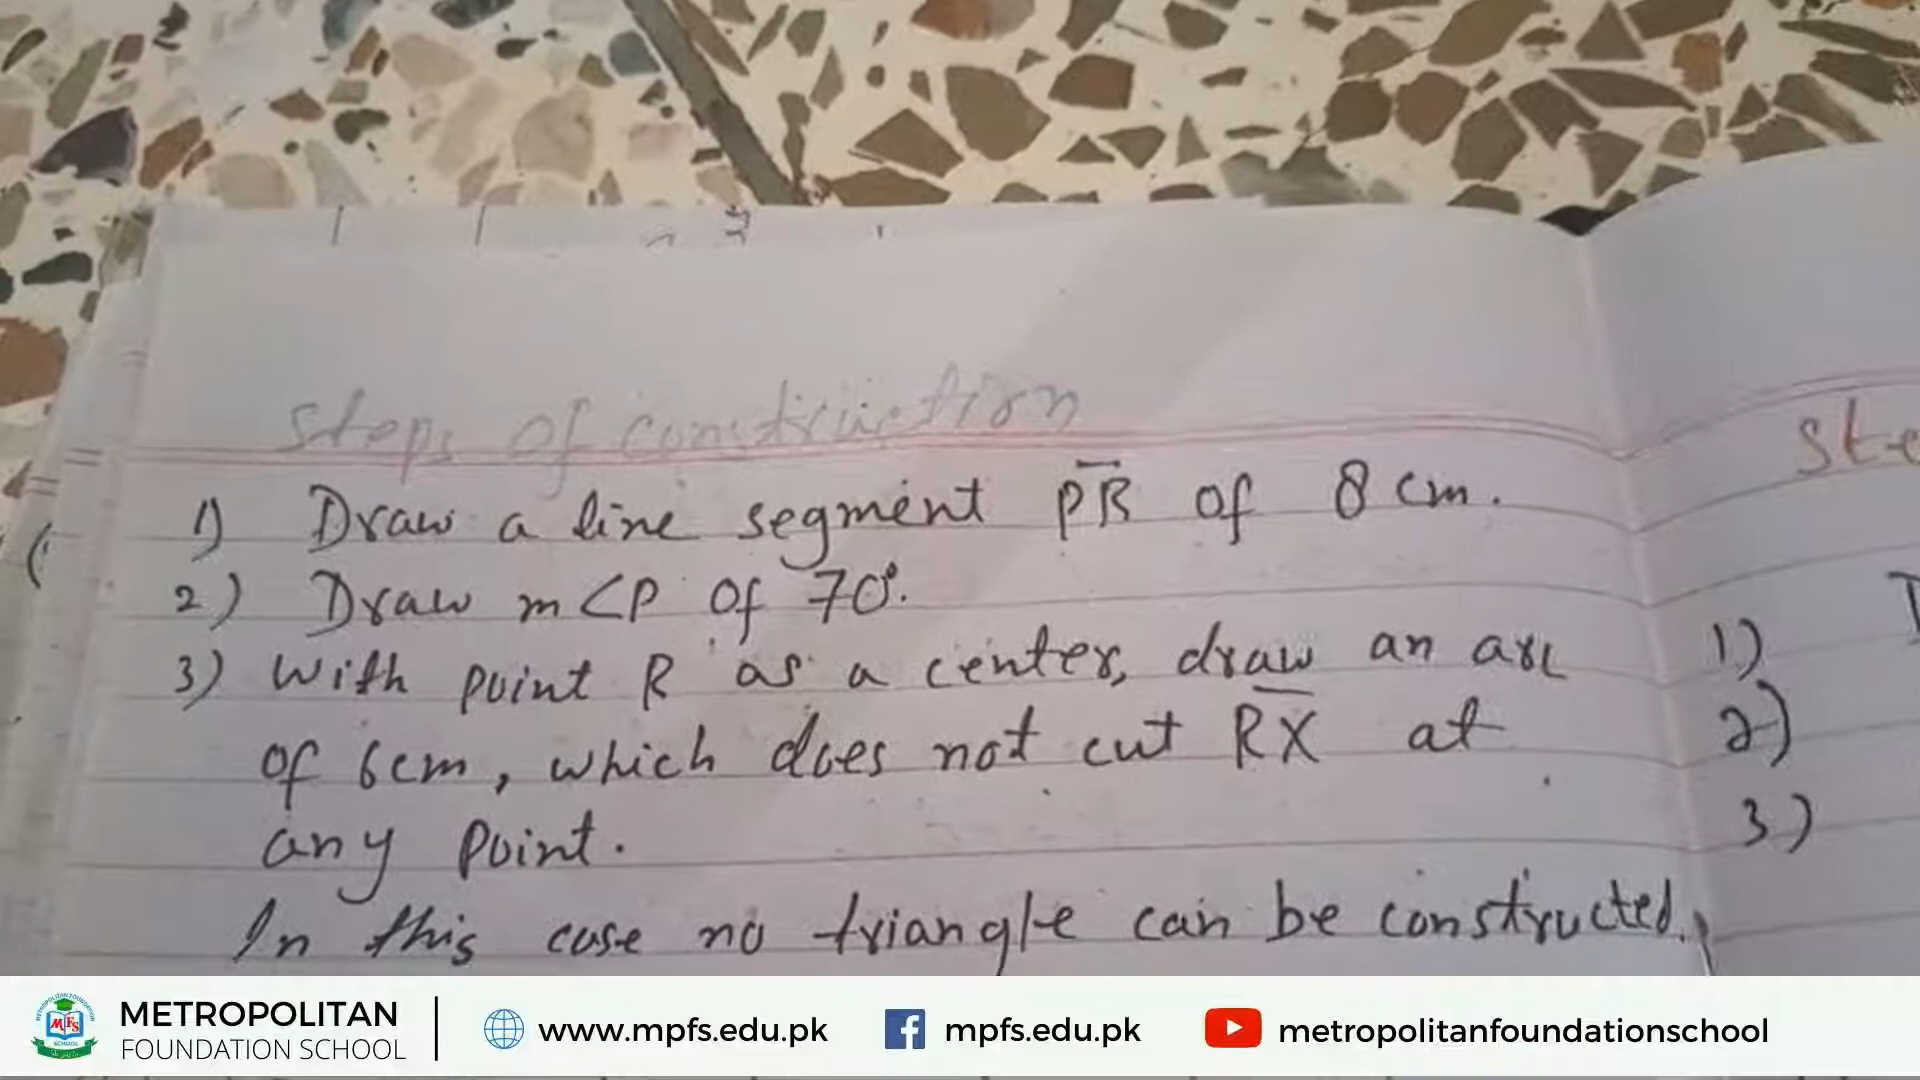 Steps of construction
1) Draw a line segment PR of 8 cm.
2) Draw m<P of 70°.
3) With point R as a center, draw an arc
of 6cm, which does not cut RX at
any point.
In this case no triangle can be constructed.
Ste
1)
2)
3)
METROPOLITAN
FOUNDATION SCHOOL
www.mpfs.edu.pk
mpfs.edu.pk
metropolitanfoundationschool